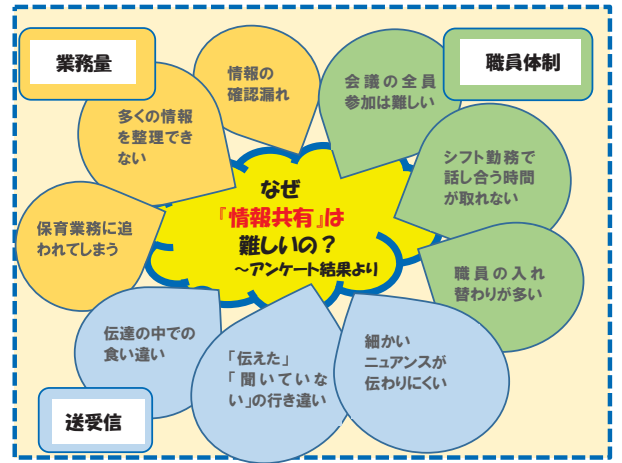 業務量
情報の
確認漏れ
多くの情報
を整理でき
ない
保育業務に追
われてしまう
職員体制
会議の全員
参加は難しい
シフト勤務で
話し合う時間
が取れない
職員の入れ
替わりが多い
なぜ
『情報共有』は
難しいの？
～アンケート結果より
送受信
伝達の中での
食い違い
「伝えた」
「聞いていな
い」の行き違い
細かい
ニュアンスが
伝わりにくい